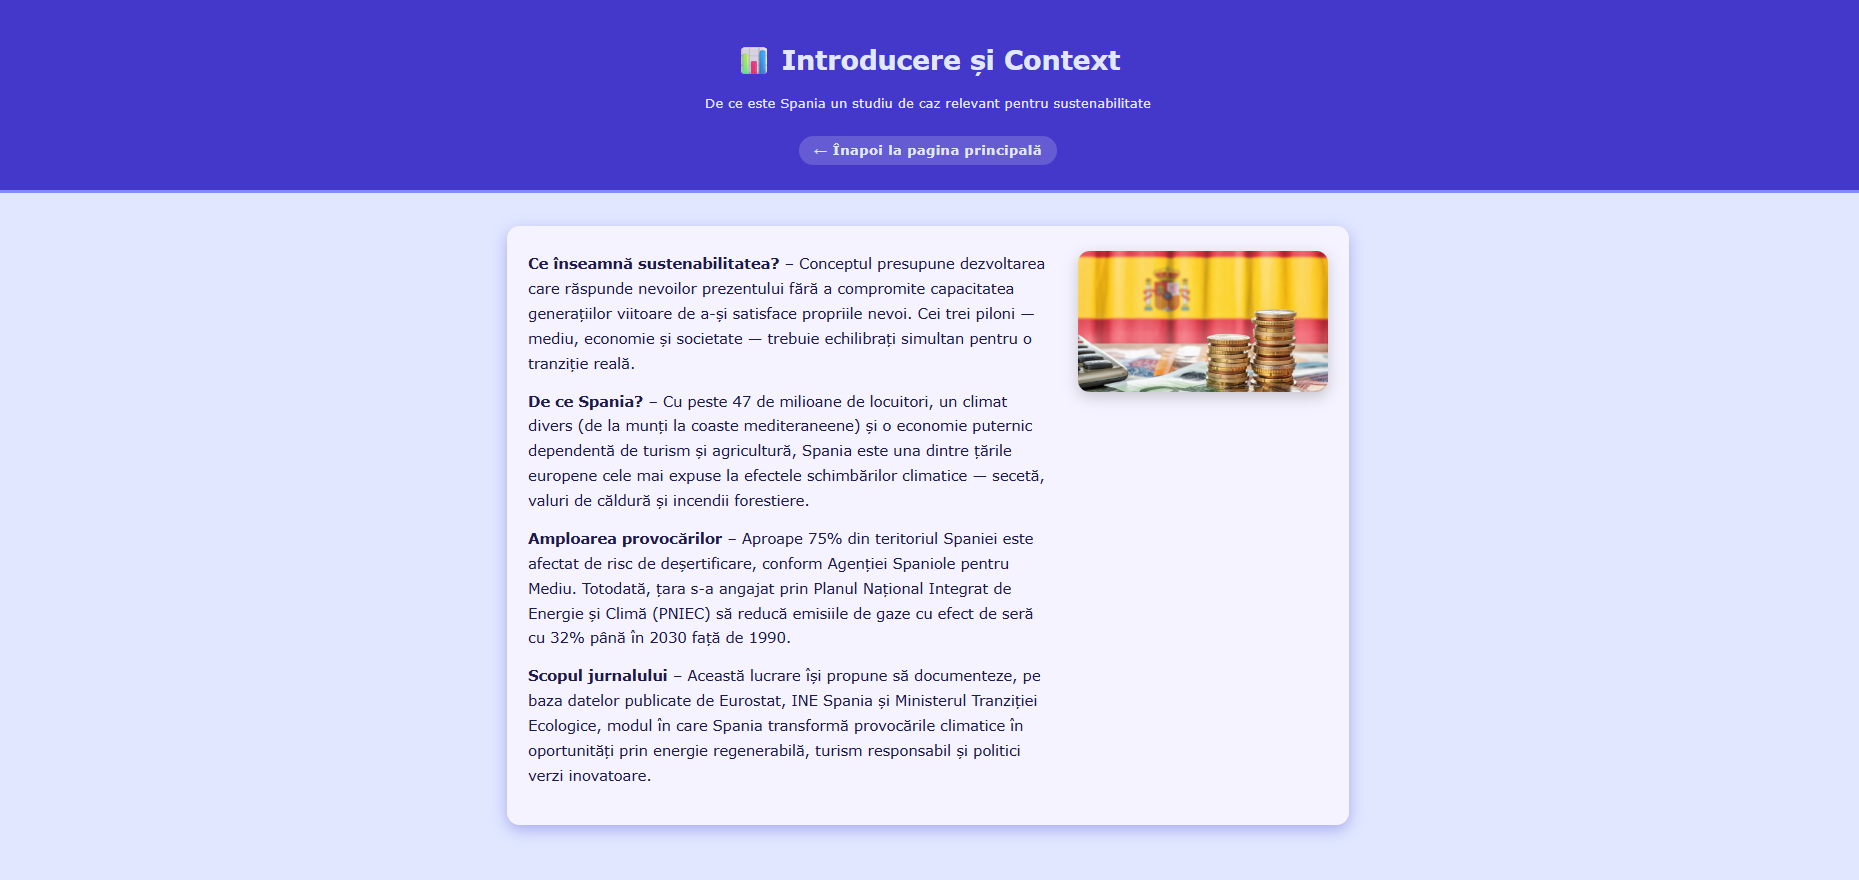 Introducere și Context
De ce este Spania un studiu de caz relevant pentru sustenabilitate
← Înapoi la pagina principală
Ce înseamnă sustenabilitatea? – Conceptul presupune dezvoltarea
care răspunde nevoilor prezentului fără a compromite capacitatea
generațiilor viitoare de a-și satisface propriile nevoi. Cei trei piloni —
mediu, economie și societate — trebuie echilibrați simultan pentru o
tranziție reală.
De ce Spania? – Cu peste 47 de milioane de locuitori, un climat
divers (de la munți la coaste mediteraneene) și o economie puternic
dependentă de turism și agricultură, Spania este una dintre țările
europene cele mai expuse la efectele schimbărilor climatice — secetă,
valuri de căldură și incendii forestiere.
Amploarea provocărilor – Aproape 75% din teritoriul Spaniei este
afectat de risc de deșertificare, conform Agenției Spaniole pentru
Mediu. Totodată, țara s-a angajat prin Planul Național Integrat de
Energie și Climă (PNIEC) să reducă emisiile de gaze cu efect de seră
cu 32% până în 2030 față de 1990.
Scopul jurnalului – Această lucrare își propune să documenteze, pe
baza datelor publicate de Eurostat, INE Spania și Ministerul Tranziției
Ecologice, modul în care Spania transformă provocările climatice în
oportunități prin energie regenerabilă, turism responsabil și politici
verzi inovatoare.